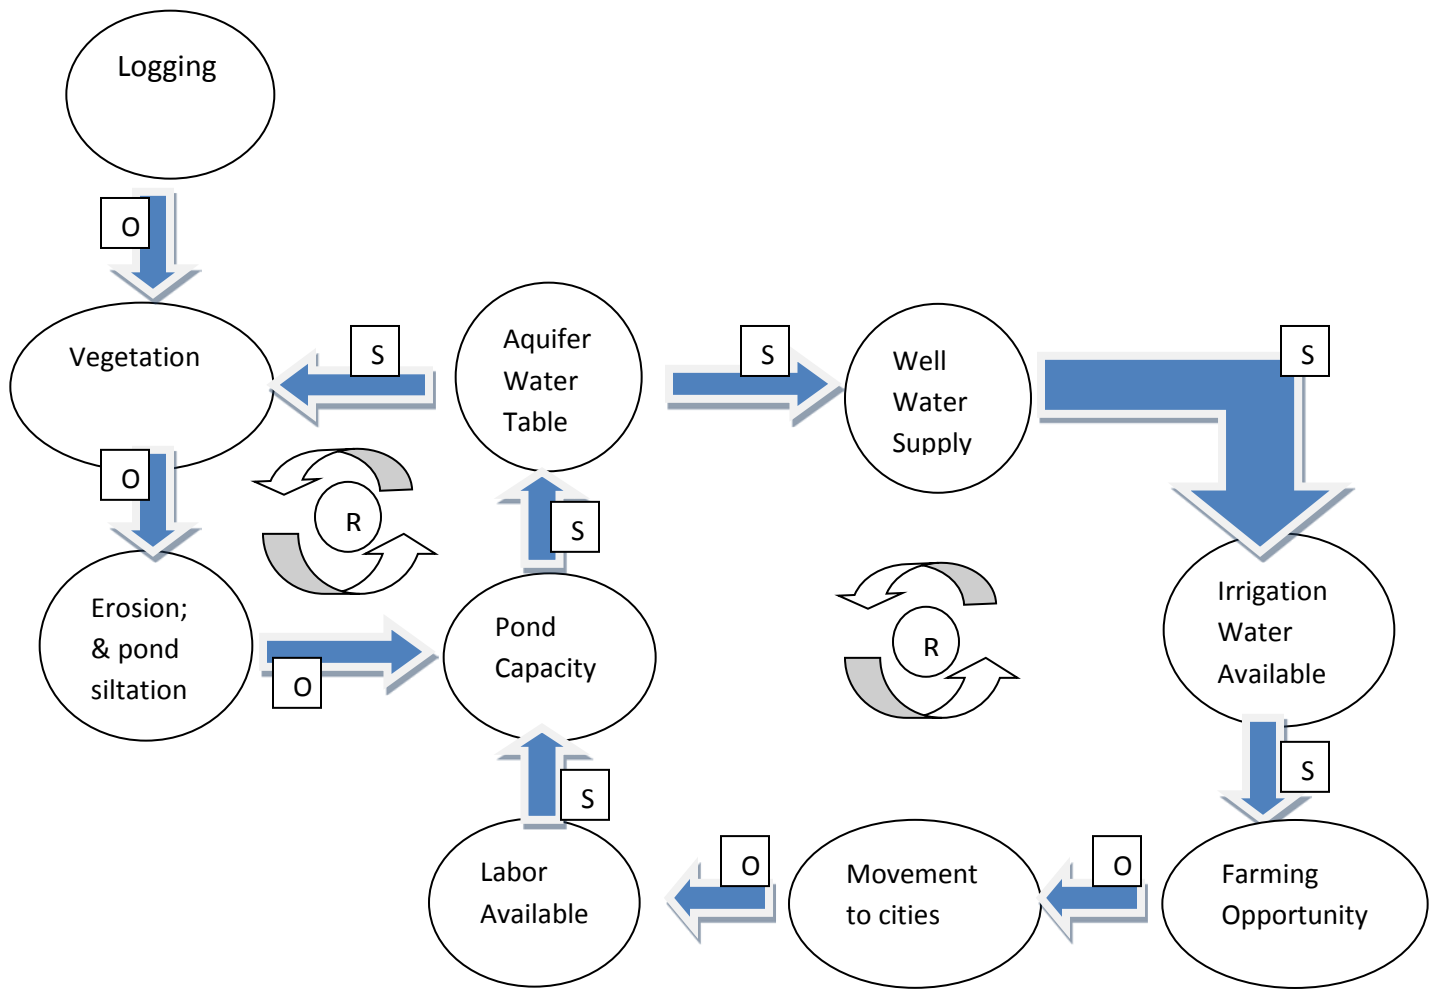 Logging
O
Vegetation
S
Aquifer
Water
Table
S
Well
Water
Supply
S
O
R
S
Erosion;
& pond
siltation
O
Pond
Capacity
R
Irrigation
Water
Available
S
S
Labor
Available
O
Movement
to cities
O
Farming
Opportunity